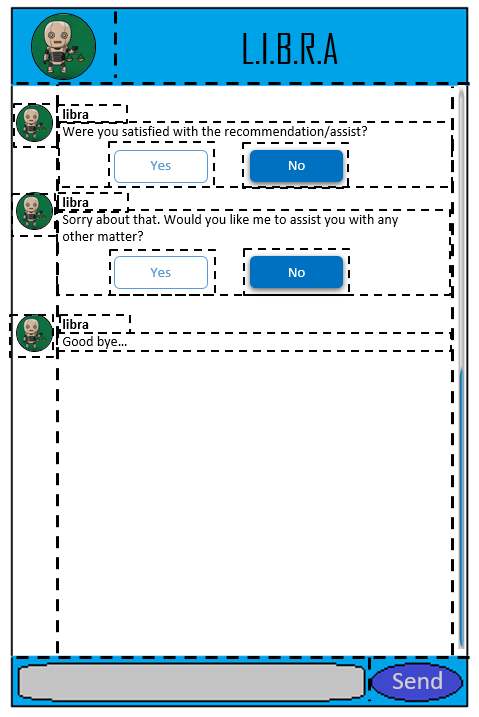 L.I.B.R.A
libra
Were you satisfied with the recommendation/assist?
Yes
No
libra
Sorry about that. Would you like me to assist you with any
other matter?
Yes
No
libra
Good bye...
Send